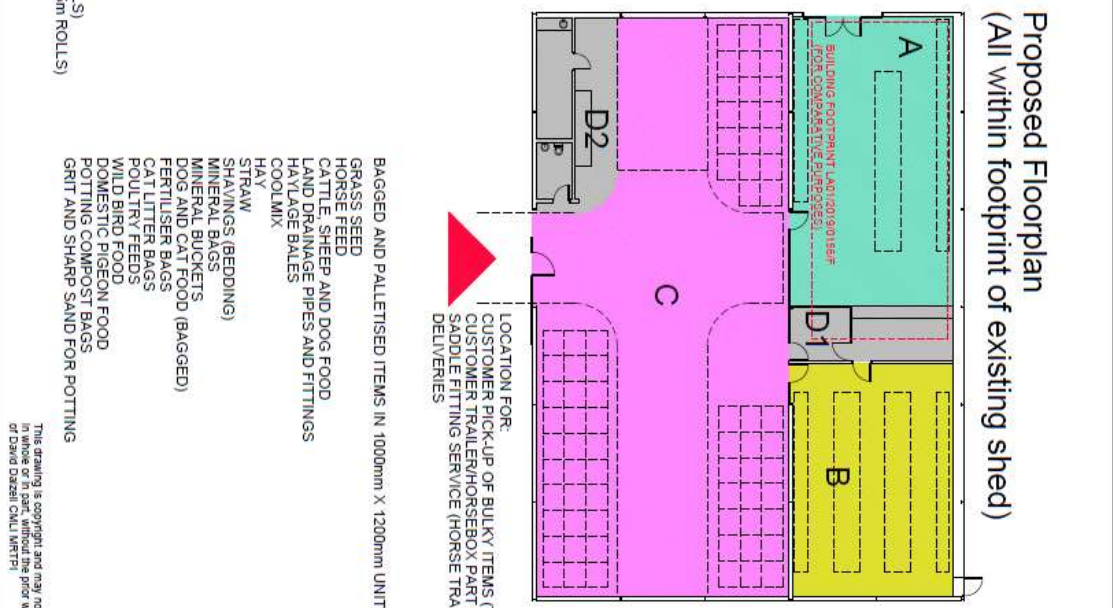 Proposed Floorplan
(All within footprint of existing shed)
A
BUILDING FOOTPRINT LA01/2019/0156/F
(FOR COMPARATIVE PURPOSES)
D1
B
D2
C
LOCATION FOR:
CUSTOMER PICK-UP OF BULKY ITEMS (
CUSTOMER TRAILER/HORSEBOX PART
SADDLE FITTING SERVICE (HORSE TRA
DELIVERIES
BAGGED AND PALLETISED ITEMS IN 1000mm X 1200mm UNIT
GRASS SEED
HORSE FEED
CATTLE, SHEEP AND DOG FOOD
LAND DRAINAGE PIPES AND FITTINGS
HAYLAGE BALES
COOLMIX
HAY
STRAW
SHAVINGS (BEDDING)
MINERAL BAGS
MINERAL BUCKETS
DOG AND CAT FOOD (BAGGED)
FERTILISER BAGS
CAT LITTER BAGS
POULTRY FEEDS
WILD BIRD FOOD
DOMESTIC PIGEON FOOD
POTTING COMPOST BAGS
GRIT AND SHARP SAND FOR POTTING
S)
m ROLLS)
This drawing is copyright and may no
in whole or in part, without the prior w
of David Dalzell CMLI MRTPI